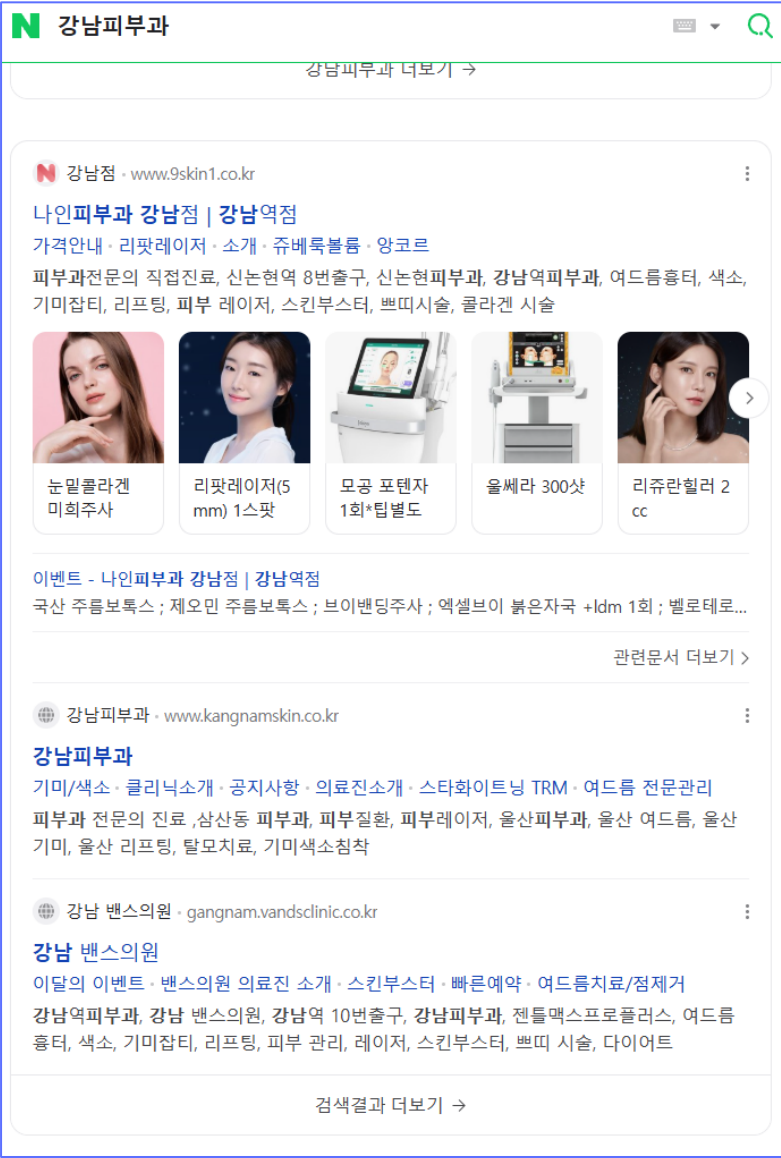 N 강남피부과
강남피부과 더보기 →
N 강남점 · www.9skin1.co.kr
나인피부과 강남점 | 강남역점
가격안내 · 리팟레이저 · 소개 · 쥬베룩볼륨 · 앙코르
피부과전문의 직접진료, 신논현역 8번출구, 신논현피부과, 강남역피부과, 여드름흉터, 색소,
기미잡티, 리프팅, 피부 레이저, 스킨부스터, 쁘띠시술, 콜라겐 시술
눈밑콜라겐
미희주사
리팟레이저(5
mm) 1스팟
모공 포텐자
1회*팁별도
울쎄라 300샷
리쥬란힐러 2
cc
이벤트 - 나인피부과 강남점 | 강남역점
국산 주름보톡스 ; 제오민 주름보톡스 ; 브이밴딩주사 ; 엑셀브이 붉은자국 +ldm 1회 ; 벨로테로...
관련문서 더보기 >
강남피부과 · www.kangnamskin.co.kr
강남피부과
기미/색소 · 클리닉소개 · 공지사항 · 의료진소개 · 스타화이트닝 TRM · 여드름 전문관리
피부과 전문의 진료 ,삼산동 피부과, 피부질환, 피부레이저, 울산피부과, 울산 여드름, 울산
기미, 울산 리프팅, 탈모치료, 기미색소침착
강남 밴스의원 · gangnam.vandsclinic.co.kr
강남 밴스의원
이달의 이벤트 · 밴스의원 의료진 소개 · 스킨부스터 · 빠른예약 · 여드름치료/점제거
강남역피부과, 강남 밴스의원, 강남역 10번출구, 강남피부과, 젠틀맥스프로플러스, 여드름
흉터, 색소, 기미잡티, 리프팅, 피부 관리, 레이저, 스킨부스터, 쁘띠 시술, 다이어트
검색결과 더보기 →